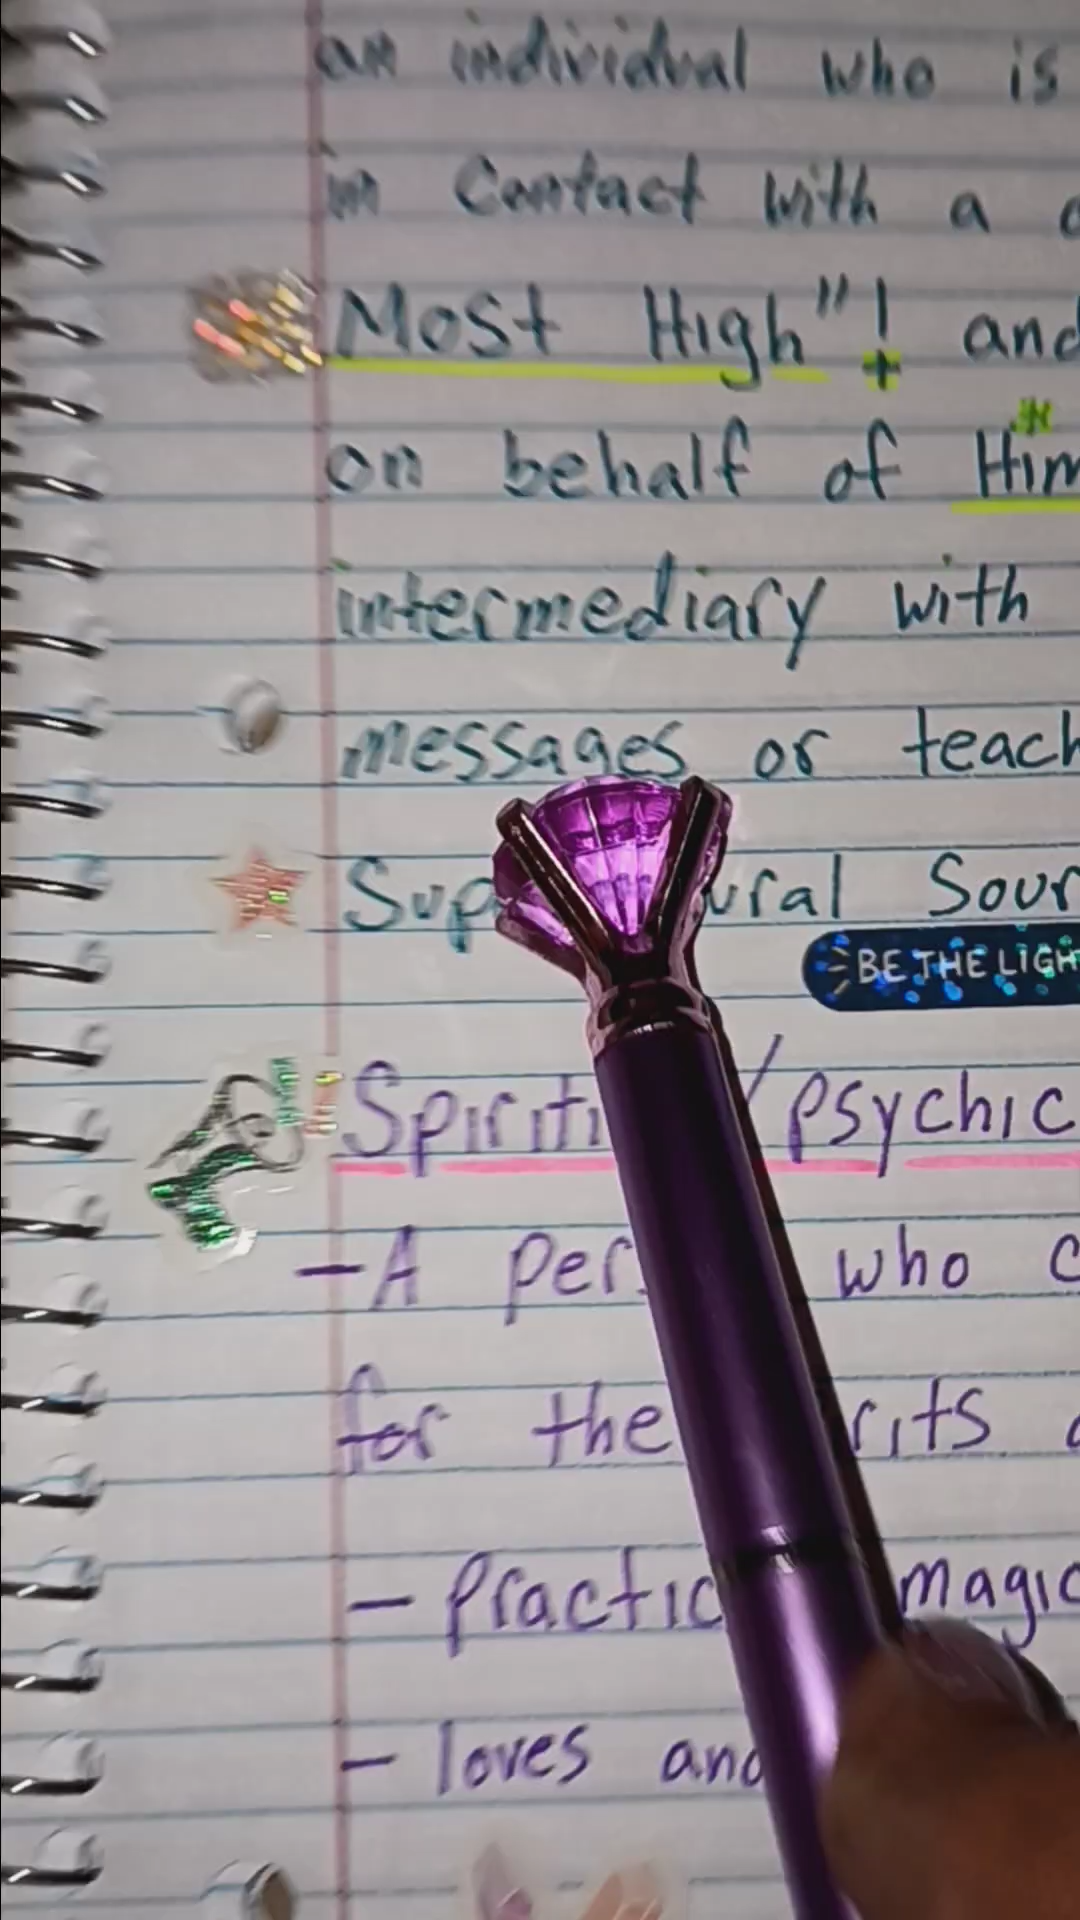 an individual who is
in Contact with a
Most High"! and
on behalf of Him
intermediary with
messages or teach
Sup ural Sour
BE THE LIGH
Spiriti / Psychic
-A per who c
for the rits
- Practic magic
- loves and